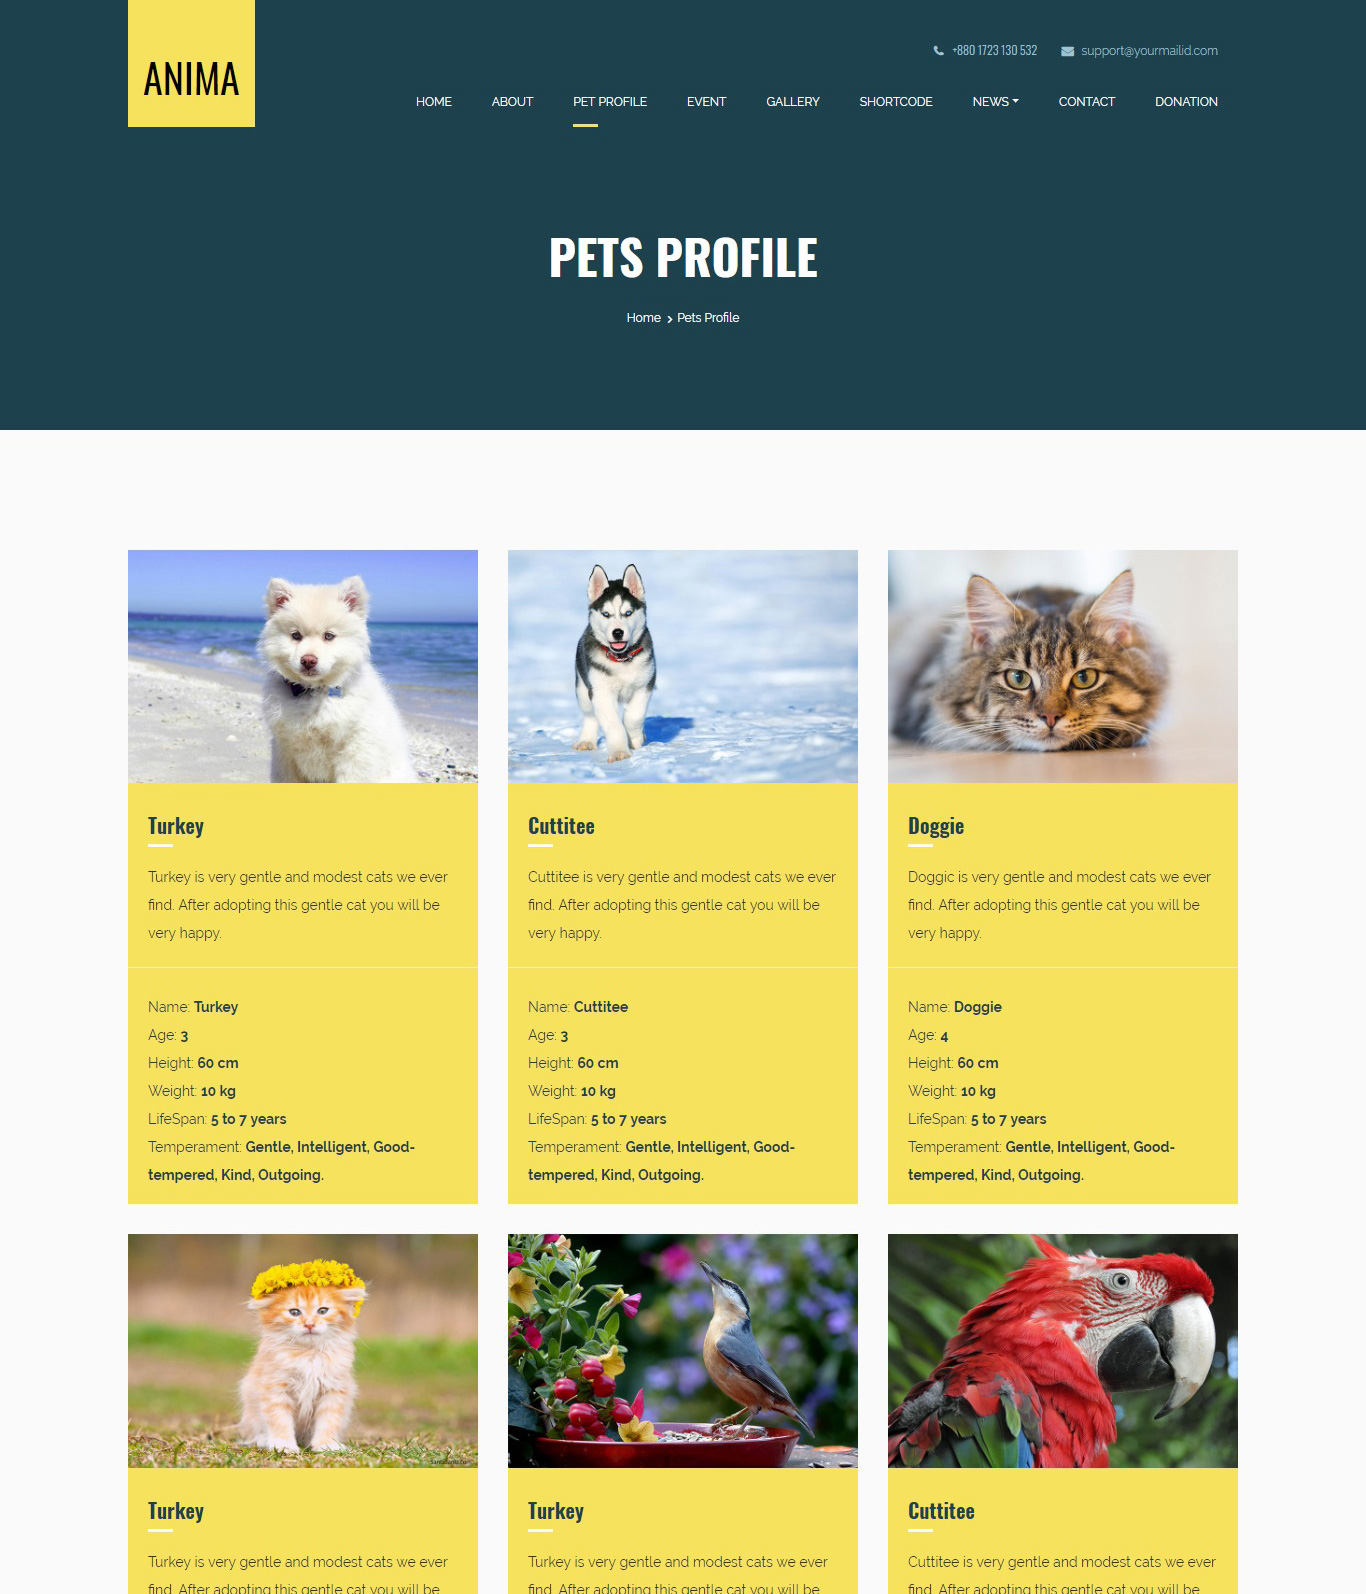 ANIMA
+880 1723 130 532 support@yourmailid.com
HOME ABOUT PET PROFILE EVENT GALLERY SHORTCODE NEWS CONTACT DONATION
PETS PROFILE
Home > Pets Profile
Turkey
Turkey is very gentle and modest cats we ever
find. After adopting this gentle cat you will be
very happy.
Name: Turkey
Age: 3
Height: 60 cm
Weight: 10 kg
LifeSpan: 5 to 7 years
Temperament: Gentle, Intelligent, Good-
tempered, Kind, Outgoing.
Cuttitee
Cuttitee is very gentle and modest cats we ever
find. After adopting this gentle cat you will be
very happy.
Name: Cuttitee
Age: 3
Height: 60 cm
Weight: 10 kg
LifeSpan: 5 to 7 years
Temperament: Gentle, Intelligent, Good-
tempered, Kind, Outgoing.
Doggie
Doggic is very gentle and modest cats we ever
find. After adopting this gentle cat you will be
very happy.
Name: Doggie
Age: 4
Height: 60 cm
Weight: 10 kg
LifeSpan: 5 to 7 years
Temperament: Gentle, Intelligent, Good-
tempered, Kind, Outgoing.
Turkey
Turkey is very gentle and modest cats we ever
find. After adopting this gentle cat you will be
Turkey
Turkey is very gentle and modest cats we ever
find. After adopting this gentle cat you will be
Cuttitee
Cuttitee is very gentle and modest cats we ever
find. After adopting this gentle cat you will be